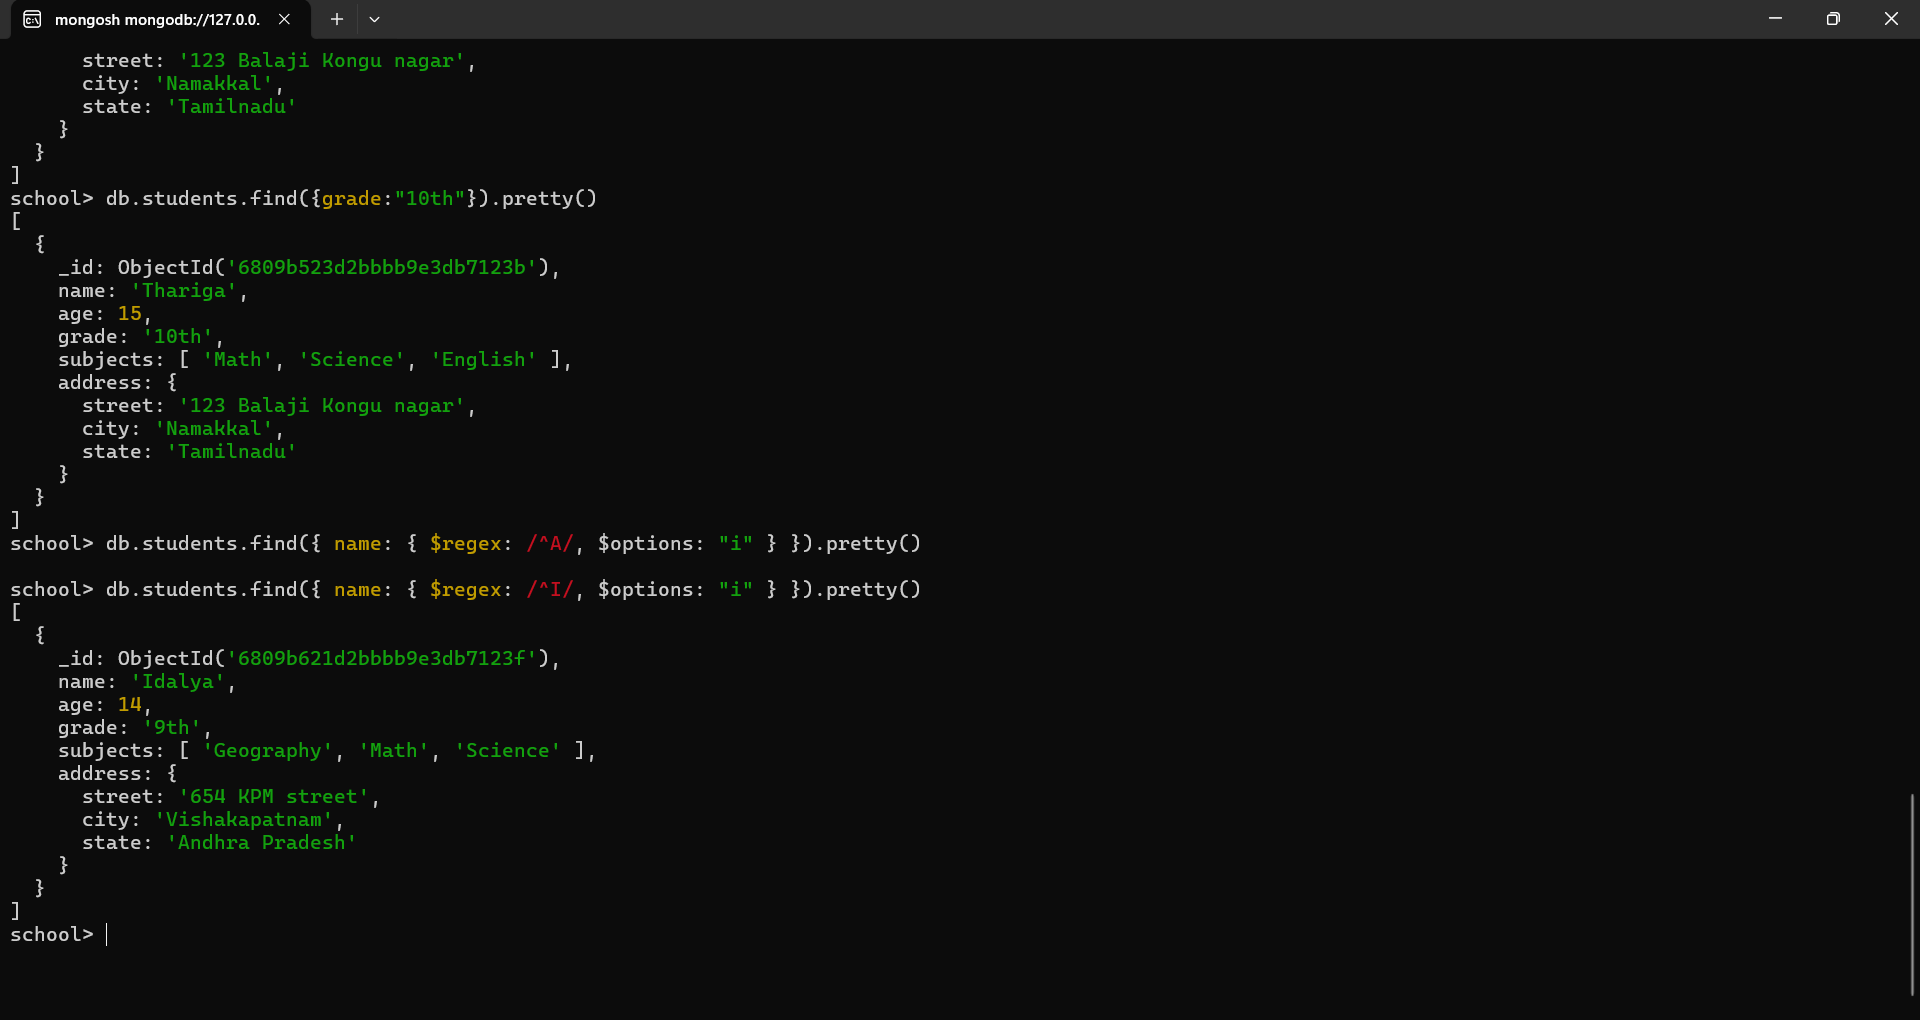 mongosh mongodb://127.0.0.
      street: '123 Balaji Kongu nagar',
      city: 'Namakkal',
      state: 'Tamilnadu'
    }
  }
]
school> db.students.find({grade:"10th"}).pretty()
[
  {
    _id: ObjectId('6809b523d2bbbb9e3db7123b'),
    name: 'Thariga',
    age: 15,
    grade: '10th',
    subjects: [ 'Math', 'Science', 'English' ],
    address: {
      street: '123 Balaji Kongu nagar',
      city: 'Namakkal',
      state: 'Tamilnadu'
    }
  }
]
school> db.students.find({ name: { $regex: /^A/, $options: "i" } }).pretty()

school> db.students.find({ name: { $regex: /^I/, $options: "i" } }).pretty()
[
  {
    _id: ObjectId('6809b621d2bbbb9e3db7123f'),
    name: 'Idalya',
    age: 14,
    grade: '9th',
    subjects: [ 'Geography', 'Math', 'Science' ],
    address: {
      street: '654 KPM street',
      city: 'Vishakapatnam',
      state: 'Andhra Pradesh'
    }
  }
]
school>